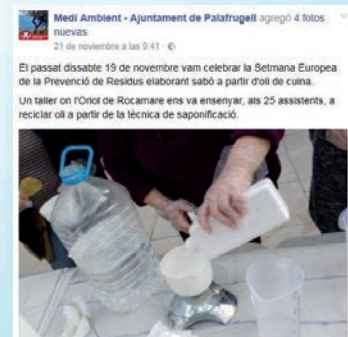 Medi Ambient - Ajuntament de Palafrugell agregó 4 fotos
nuevas.
21 de noviembre a las 9:41 ·
El passat dissabte 19 de novembre vam celebrar la Setmana Europea
de la Prevenció de Residus elaborant sabó a partir d'oli de cuina.
Un taller on l'Oriol de Rocamare ens va ensenyar, als 25 assistents, a
reciclar oli a partir de la tècnica de saponificació.